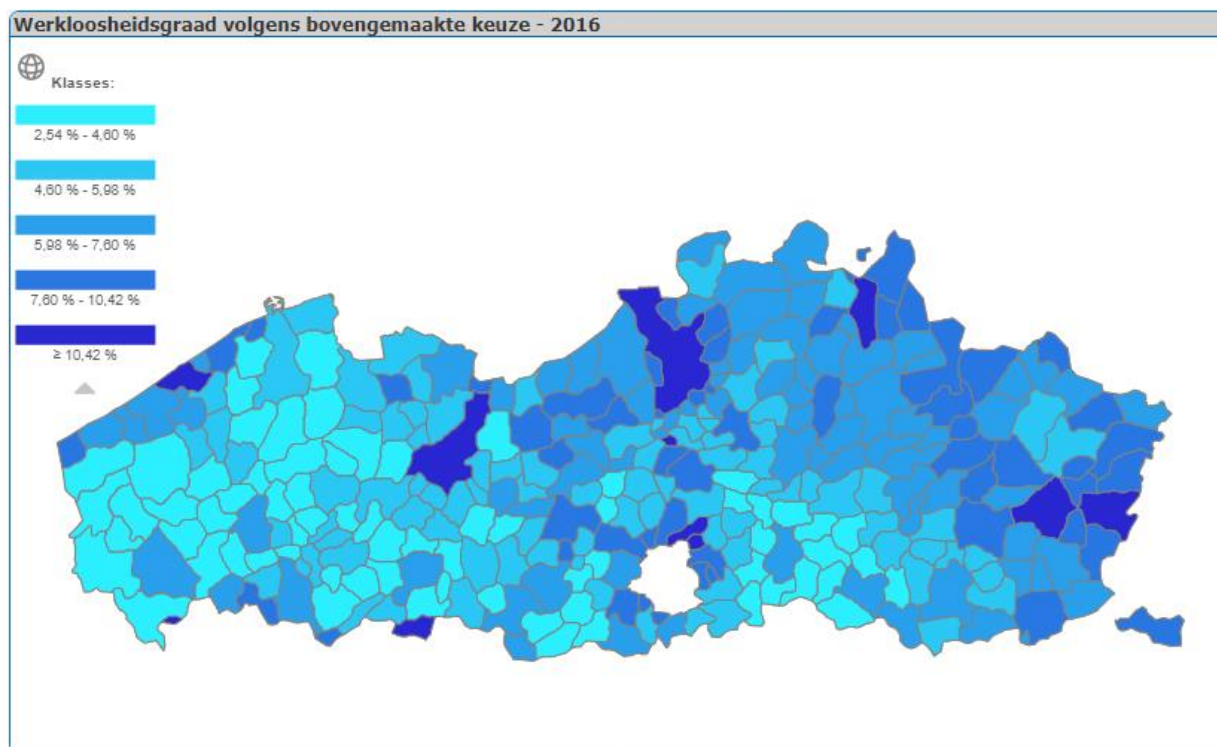 Werkloosheidsgraad volgens bovengemaakte keuze - 2016
Klasses:
2,54 % - 4,60 %
4,60 % - 5,98 %
5,98 % - 7,60 %
7,60 % - 10,42 %
≥ 10,42 %